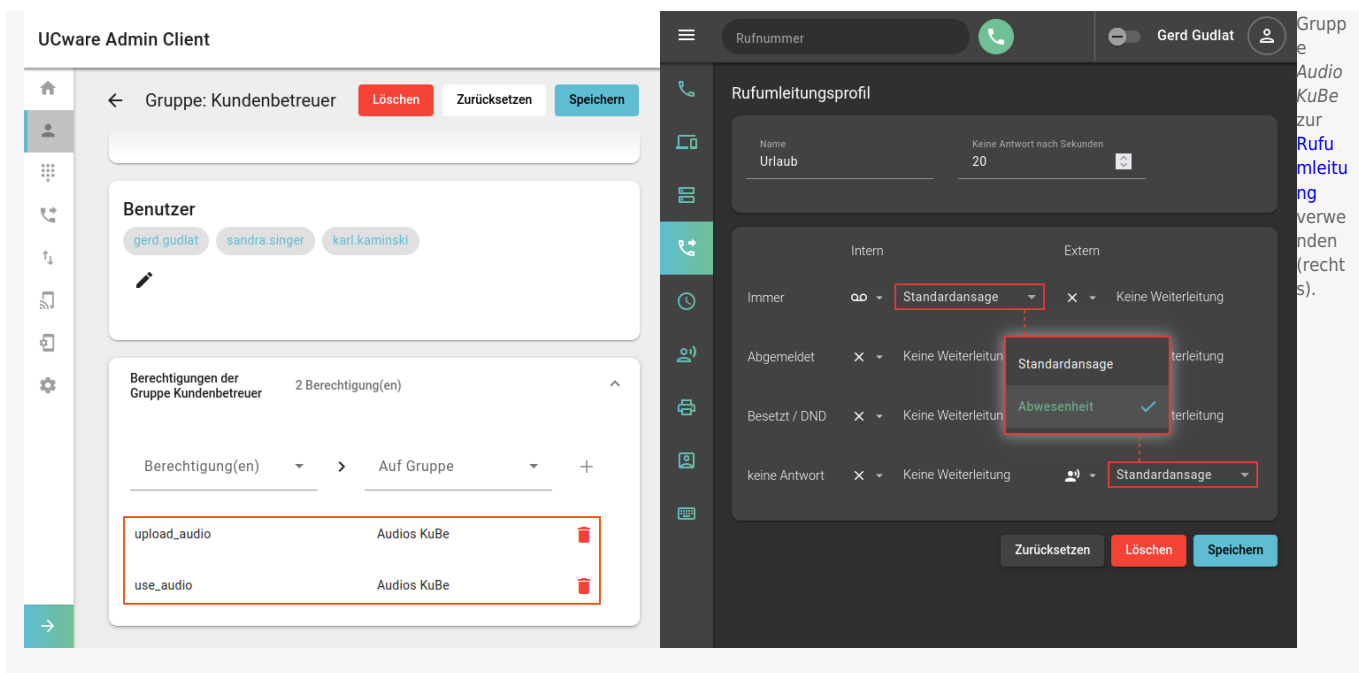 UCware Admin Client
Gruppe: Kundenbetreuer
Löschen
Zurücksetzen
Speichern
Benutzer
gerd.gudlat
sandra.singer
karl.kaminski
Berechtigungen der
Gruppe Kundenbetreuer
2 Berechtigung(en)
Berechtigung(en)
Auf Gruppe
upload_audio
Audios KuBe
use_audio
Audios KuBe
Rufnummer
Gerd Gudlat
Rufumleitungsprofil
Name
Urlaub
Keine Antwort nach Sekunden
20
Intern
Extern
Immer
Standardansage
Keine Weiterleitung
Abgemeldet
Keine Weiterleitun
terleitung
Standardansage
Abwesenheit
Besetzt / DND
Keine Weiterleitun
terleitung
keine Antwort
Keine Weiterleitung
Standardansage
Zurücksetzen
Löschen
Speichern
Grupp
e
Audio
KuBe
zur
Rufu
mleitu
ng
verwe
nden
(recht
s).